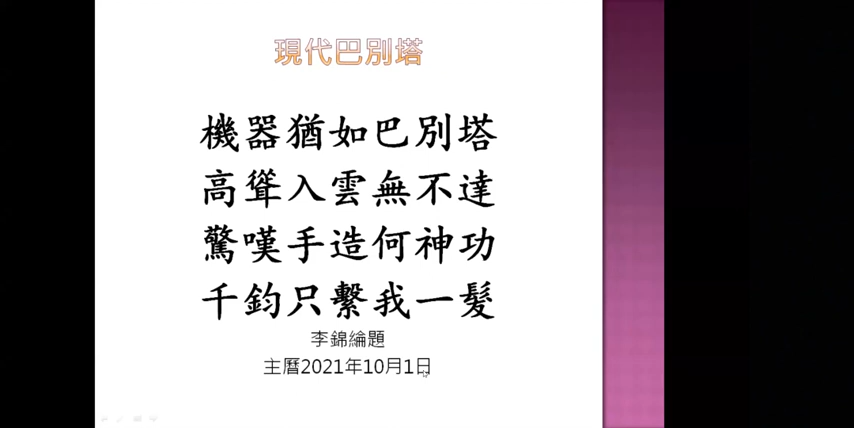 現代巴別塔
機器猶如巴別塔
高聳入雲無不達
驚嘆手造何神功
千鈞只繫我一髮
李錦綸題
主曆2021年10月1日